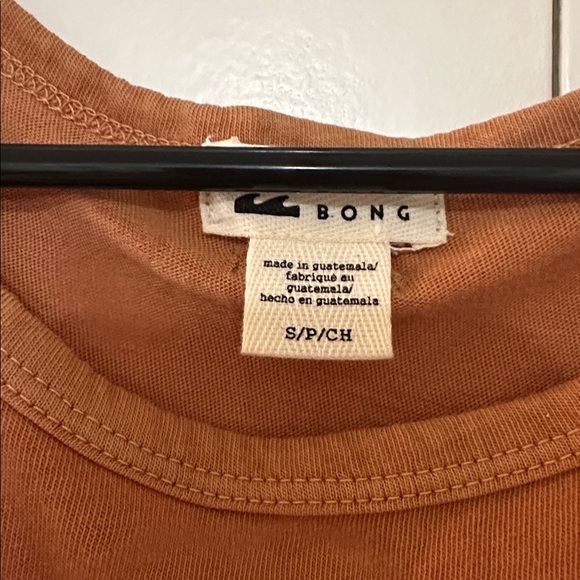 BONG
made in guatemala/
fabriqué au
guatemala/
hecho en guatemala
S/P/CH